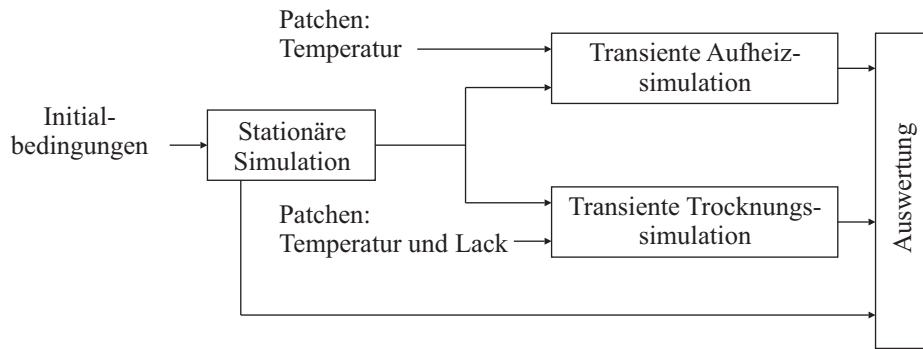 Patchen:
Temperatur
Transiente Aufheiz-
simulation
Initial-
bedingungen
Stationäre
Simulation
Patchen:
Temperatur und Lack
Transiente Trocknungs-
simulation
Auswertung